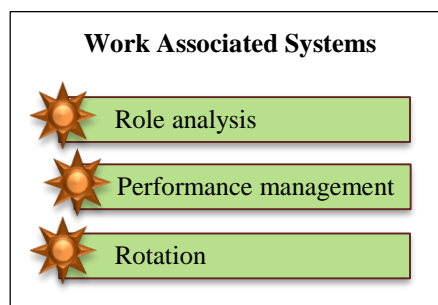 Work Associated Systems
Role analysis
Performance management
Rotation